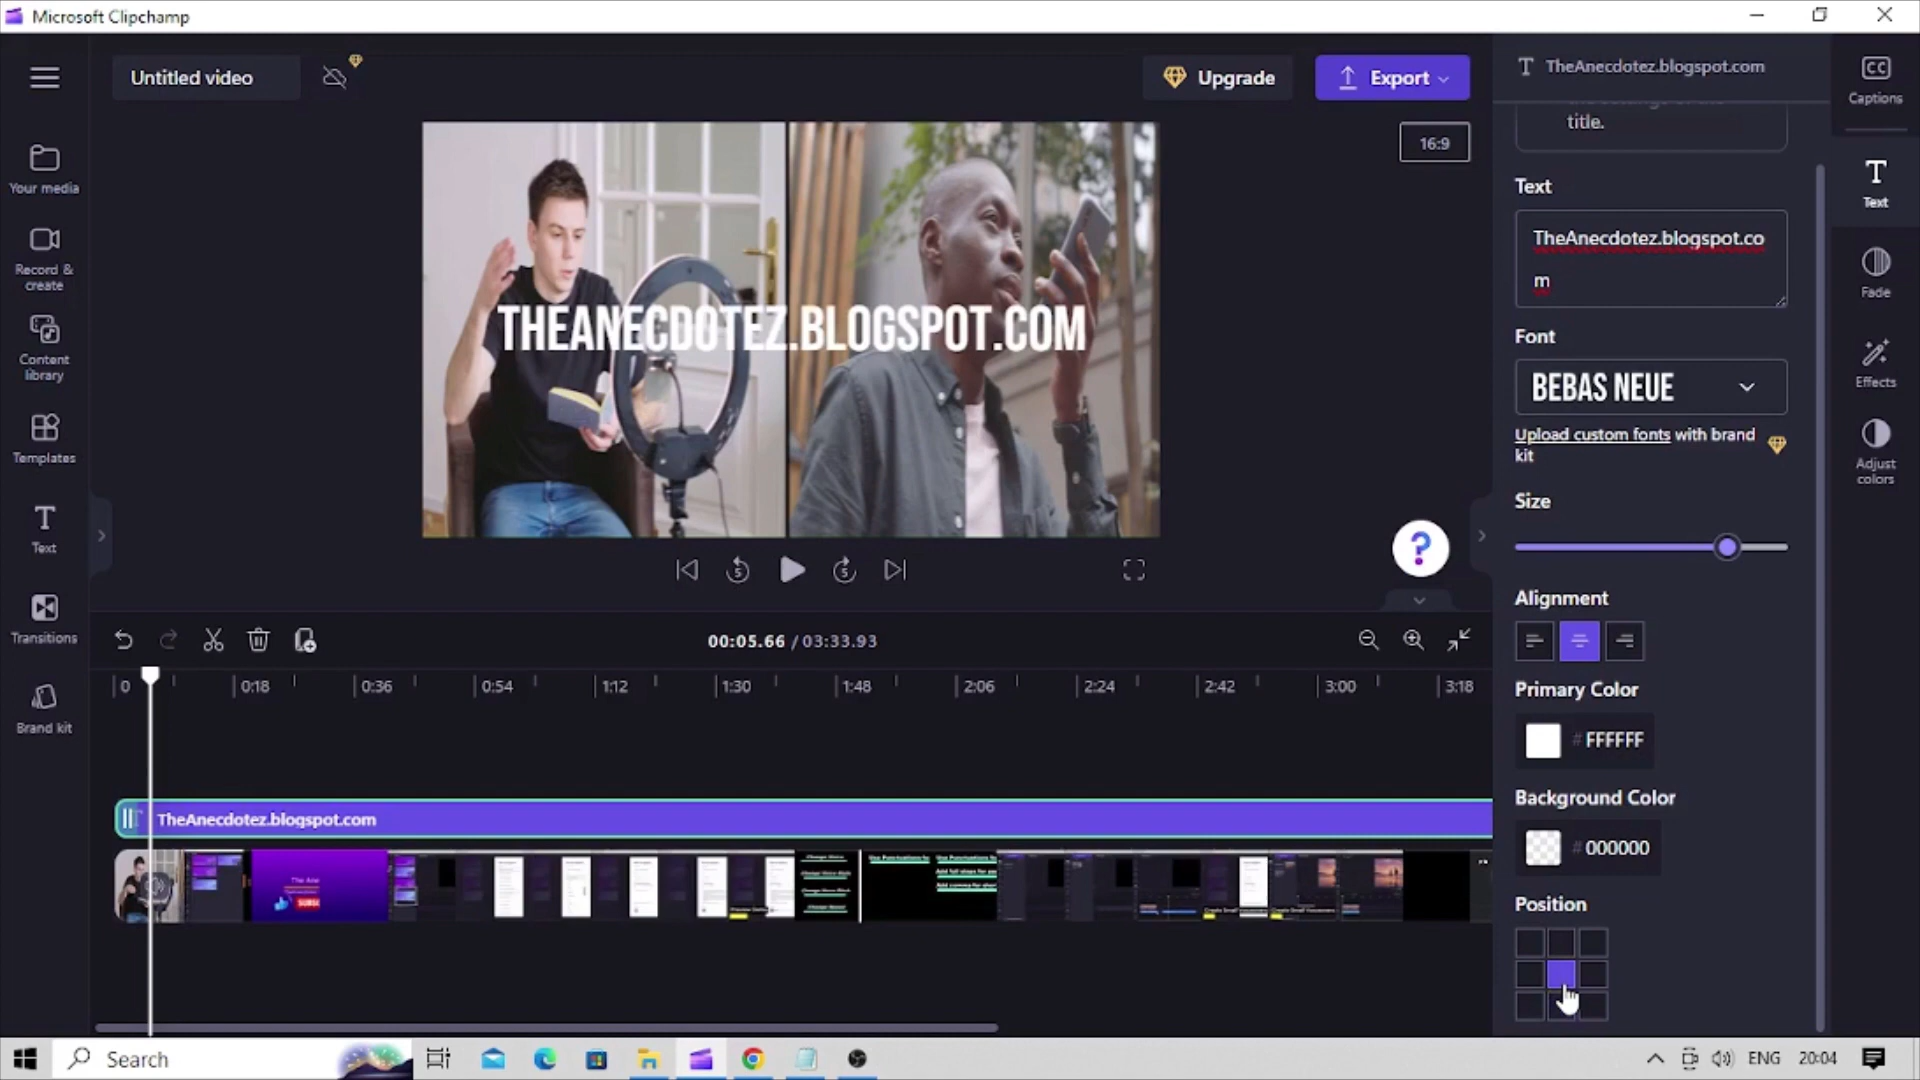 Microsoft Clipchamp
Untitled video
Upgrade
Export
TheAnecdotez.blogspot.com
CC
Captions
16:9
title.
Your media
Record &
create
Content
library
Templates
Text
Transitions
Brand kit
THEANECDOTEZ.BLOGSPOT.COM
5
5
?
Text
TheAnecdotez.blogspot.co
m
Font
BEBAS NEUE
Upload custom fonts with brand
kit
Size
Alignment
Primary Color
#FFFFFF
Background Color
#000000
Position
T
Text
Fade
Effects
Adjust
colors
00:05.66 / 03:33.93
0 0:18 0:36 0:54 1:12 1:30 1:48 2:06 2:24 2:42 3:00 3:18
TheAnecdotez.blogspot.com
Search
ENG 20:04